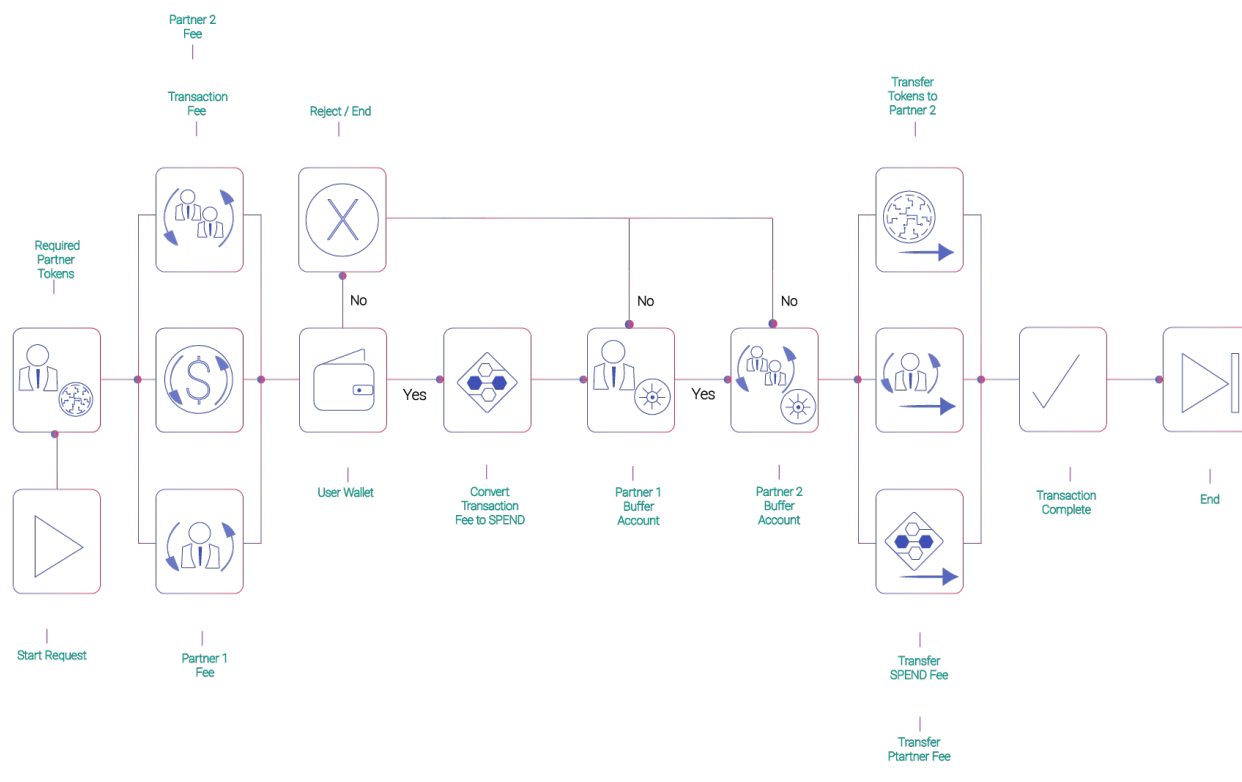 Partner 2
Fee
Transaction
Fee
Reject / End
Transfer
Tokens to
Partner 2
Required
Partner
Tokens
X
No
No
No
$
Yes
Yes
User Wallet
Convert
Transaction
Fee to SPEND
Partner 1
Buffer
Account
Partner 2
Buffer
Account
Transaction
Complete
End
Start Request
Partner 1
Fee
Transfer
SPEND Fee
Transfer
Ptartner Fee